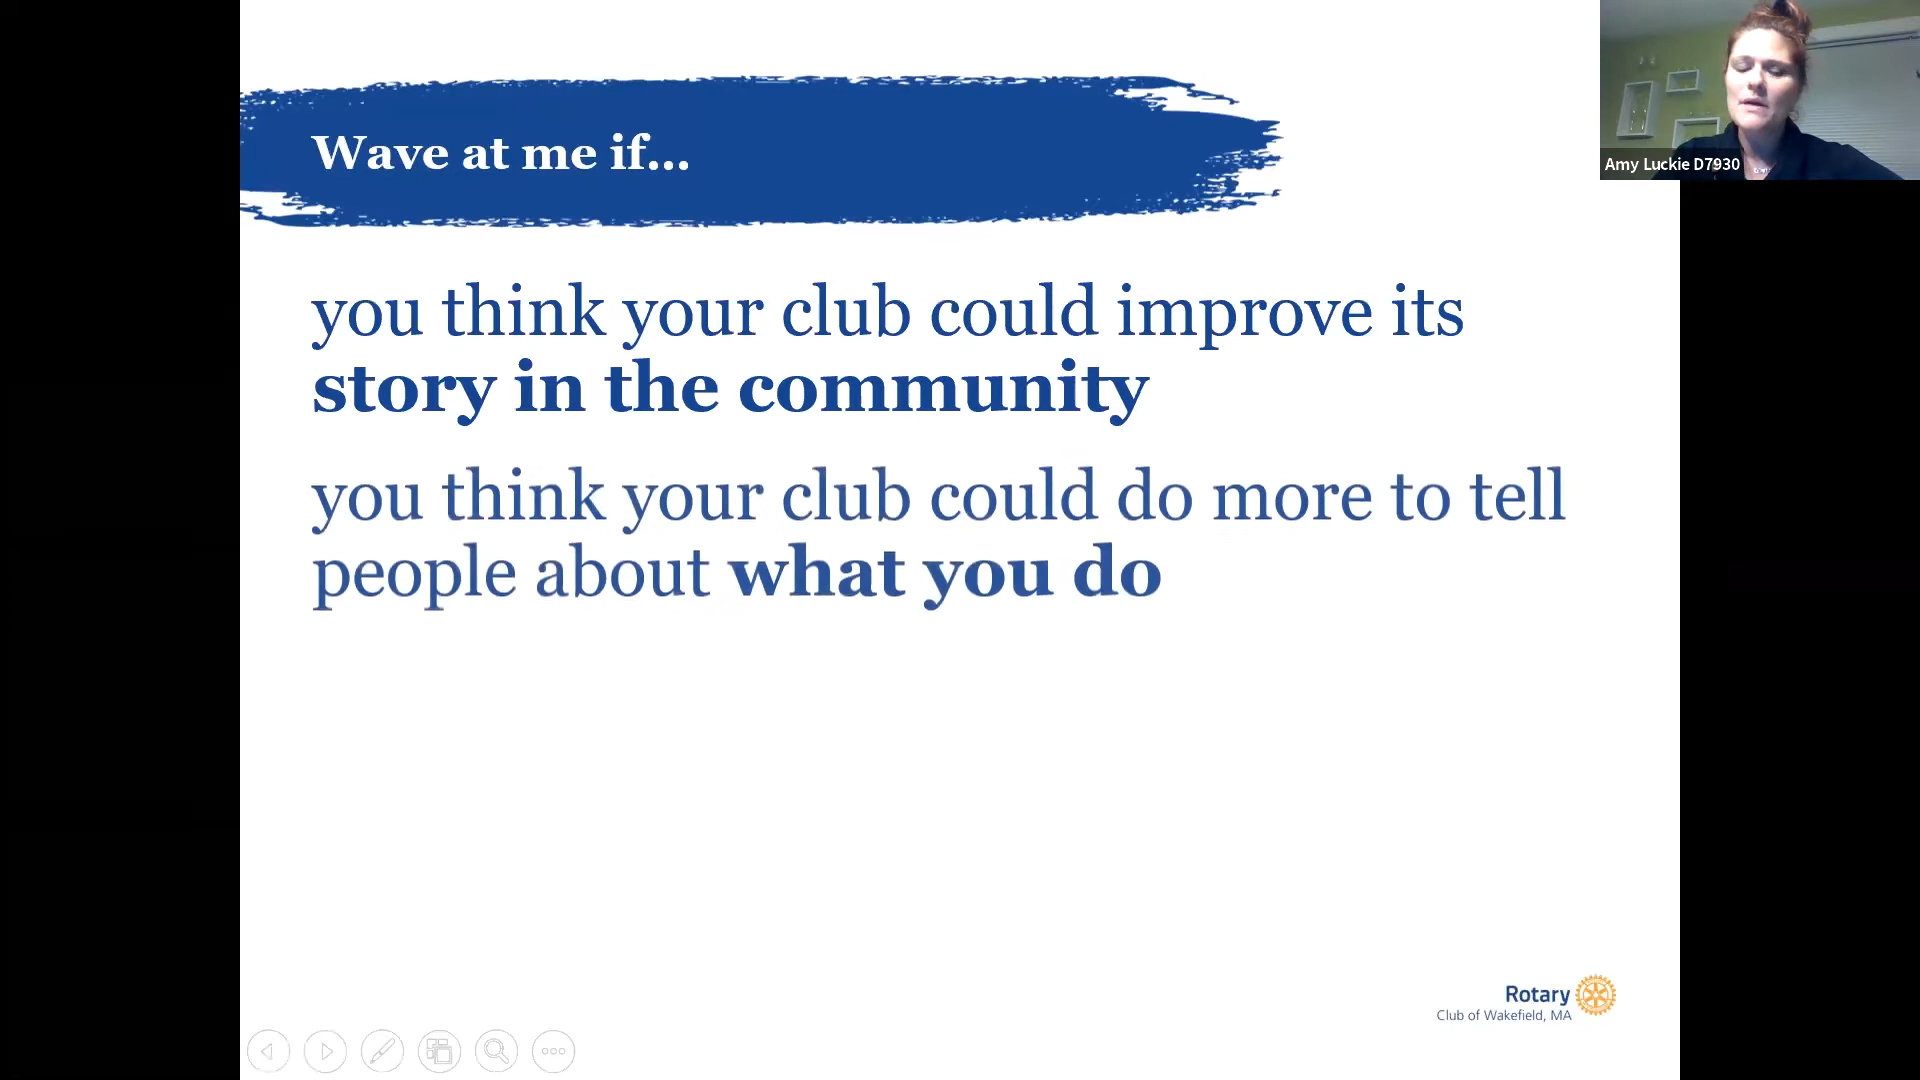 Wave at me if...
you think your club could improve its
story in the community
you think your club could do more to tell
people about what you do
Amy Luckie D7930
Rotary
Club of Wakefield, MA